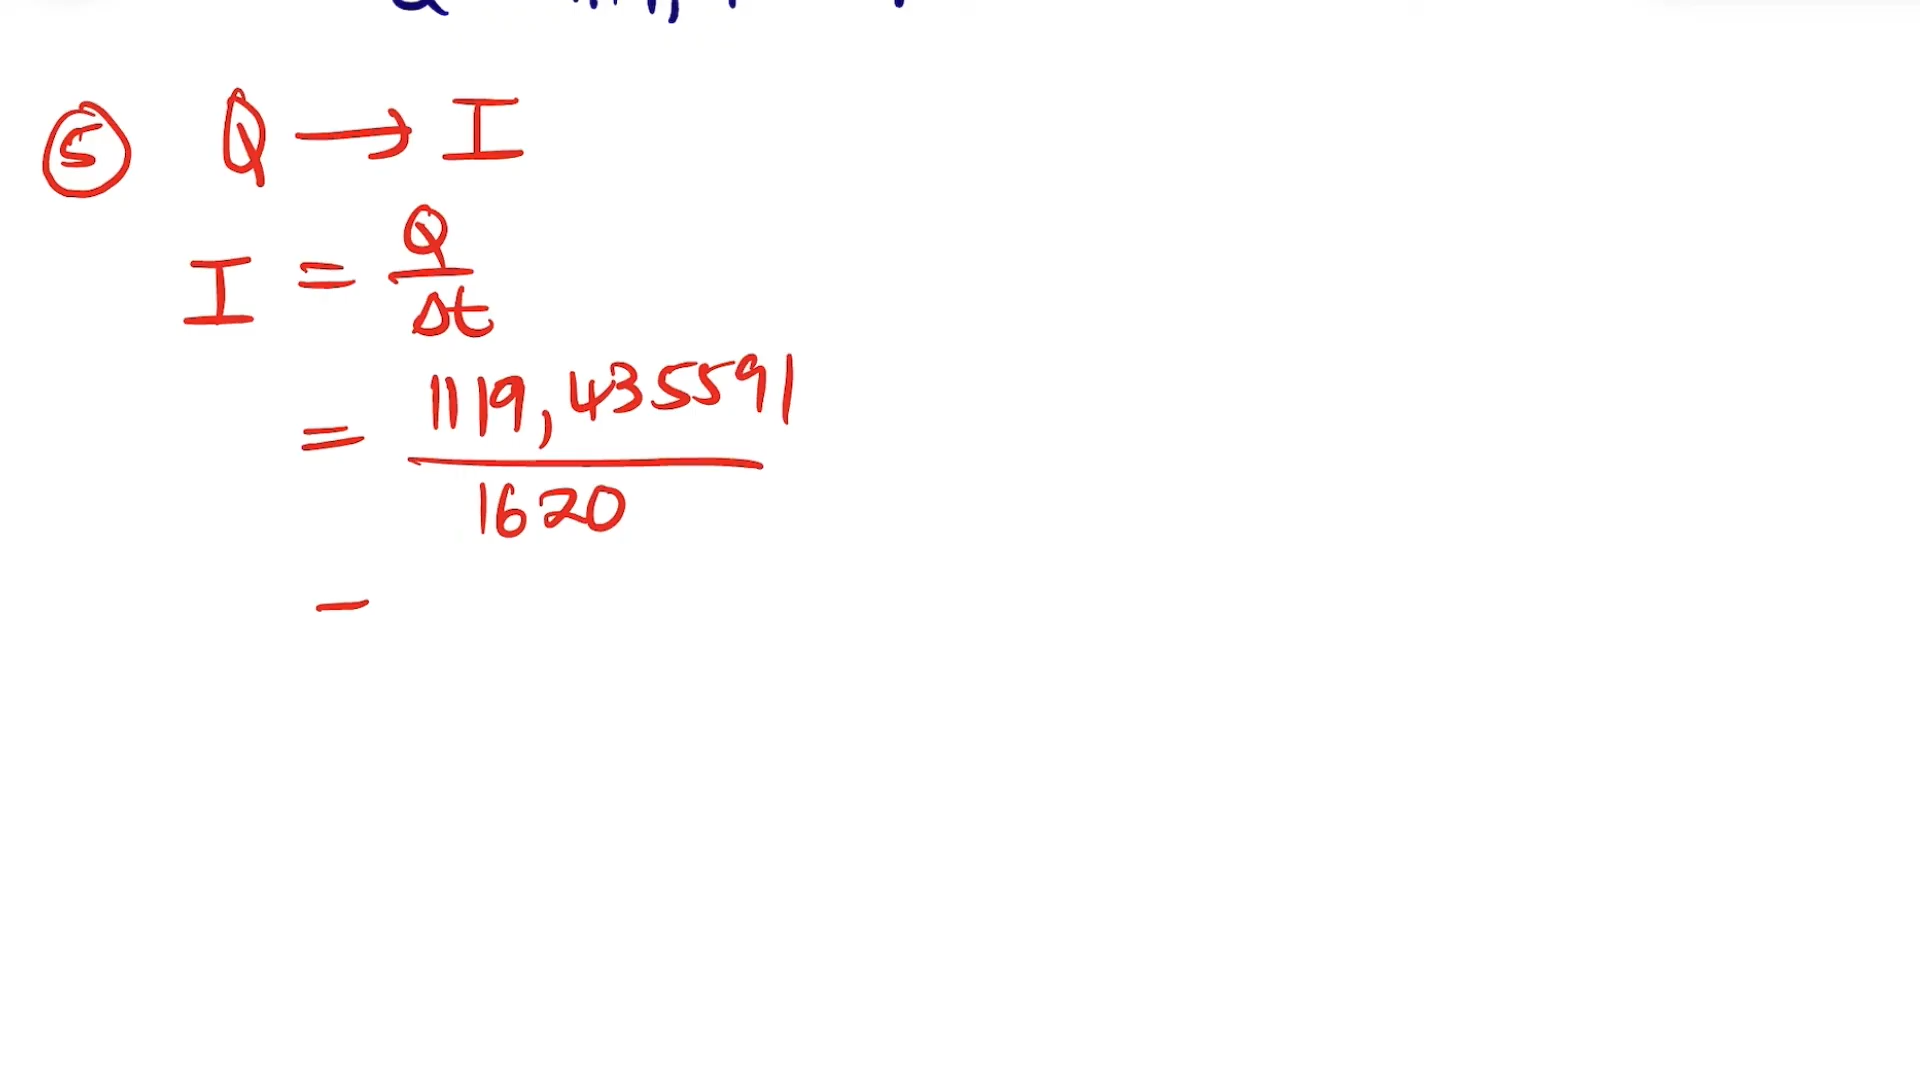 ⑤ Q → I
I = Q/Δt
= 1119,435591/1620
–